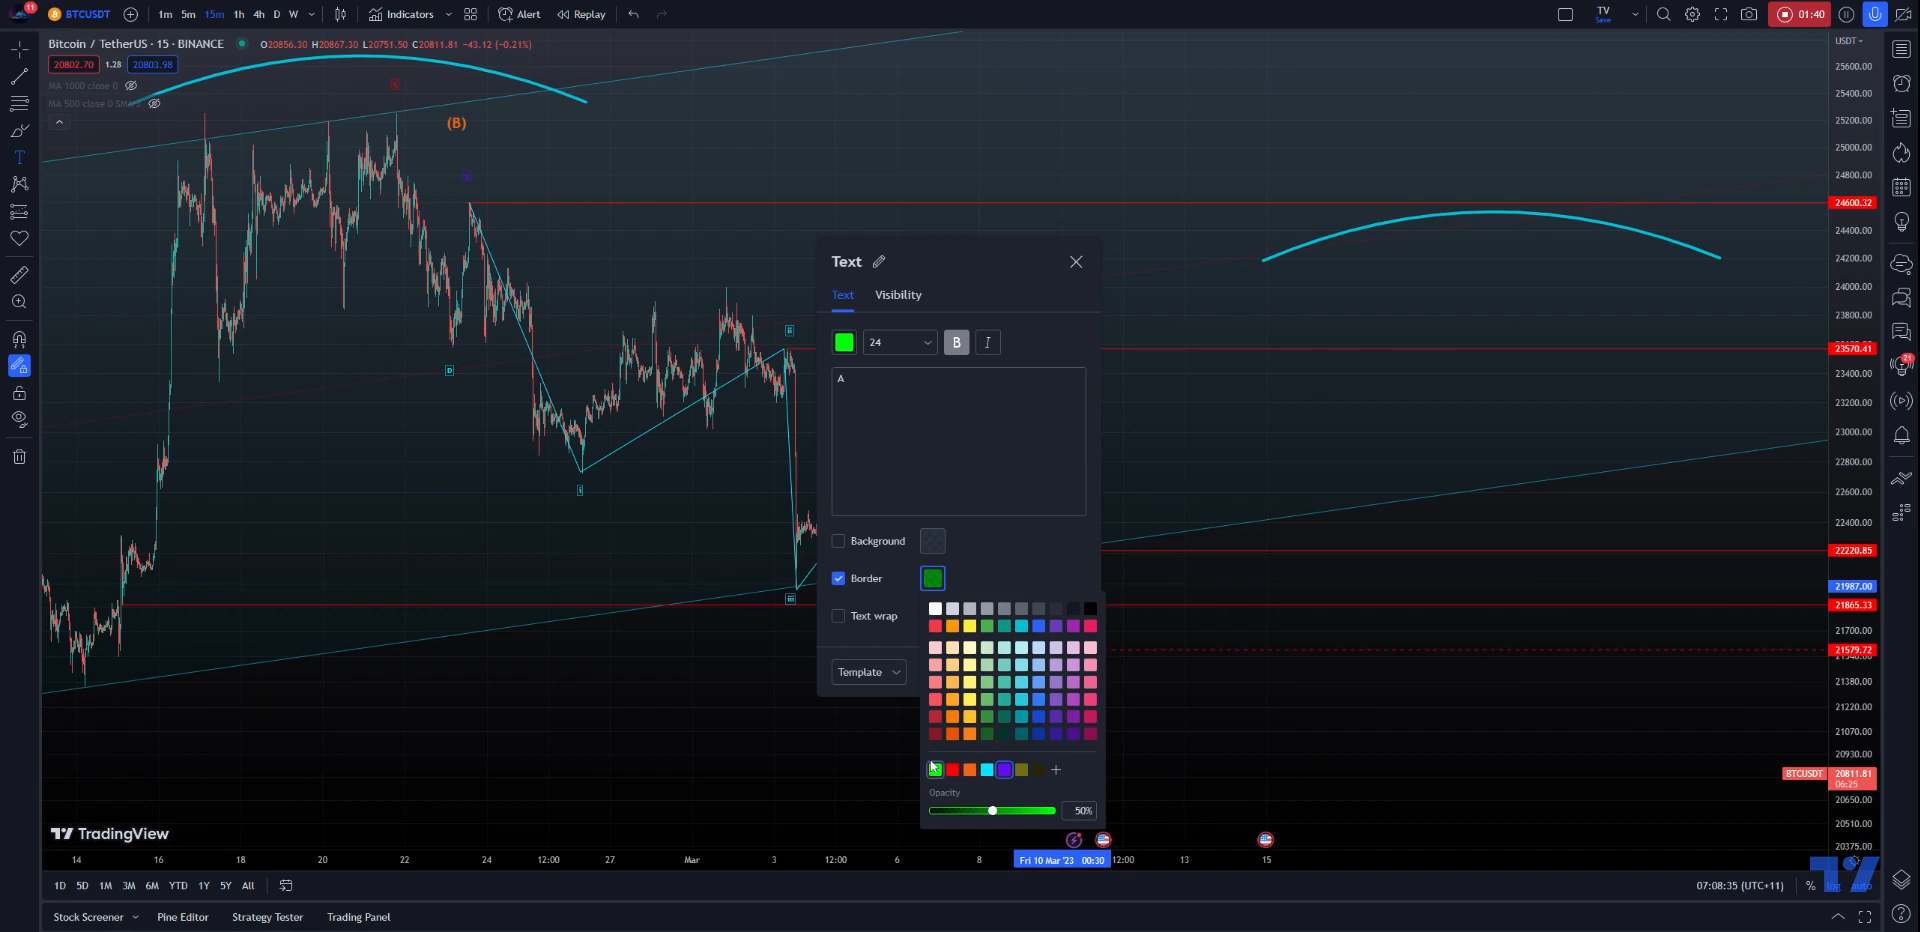 11
BTCUSDT
1m 5m 15m 1h 4h D W
Indicators
Alert
Replay
TV
Save
01:40
Bitcoin / TetherUS · 15 · BINANCE
O20856.30 H20867.30 L20751.50 C20811.81 −43.12 (−0.21%)
20802.70 1.28 20803.98
MA 1000 close 0
MA 500 close 0
(B)
D
i
ii
iii
Text
Text Visibility
24 B I
A
Background
Border
Text wrap
Template
Opacity
50%
USDT
25600.00
25400.00
25200.00
25000.00
24800.00
24600.32
24400.00
24200.00
24000.00
23800.00
23570.41
23400.00
23200.00
23000.00
22800.00
22600.00
22400.00
22220.85
21987.00
21865.33
21700.00
21579.72
21380.00
21220.00
21070.00
20930.00
BTCUSDT 20811.81
06:25
20650.00
20510.00
20375.00
21
TradingView
14 16 18 20 22 24 12:00 27 Mar 3 12:00 6 8 Fri 10 Mar '23 00:30 12:00 13 15
1D 5D 1M 3M 6M YTD 1Y 5Y All
07:08:35 (UTC+11) % log auto
Stock Screener Pine Editor Strategy Tester Trading Panel